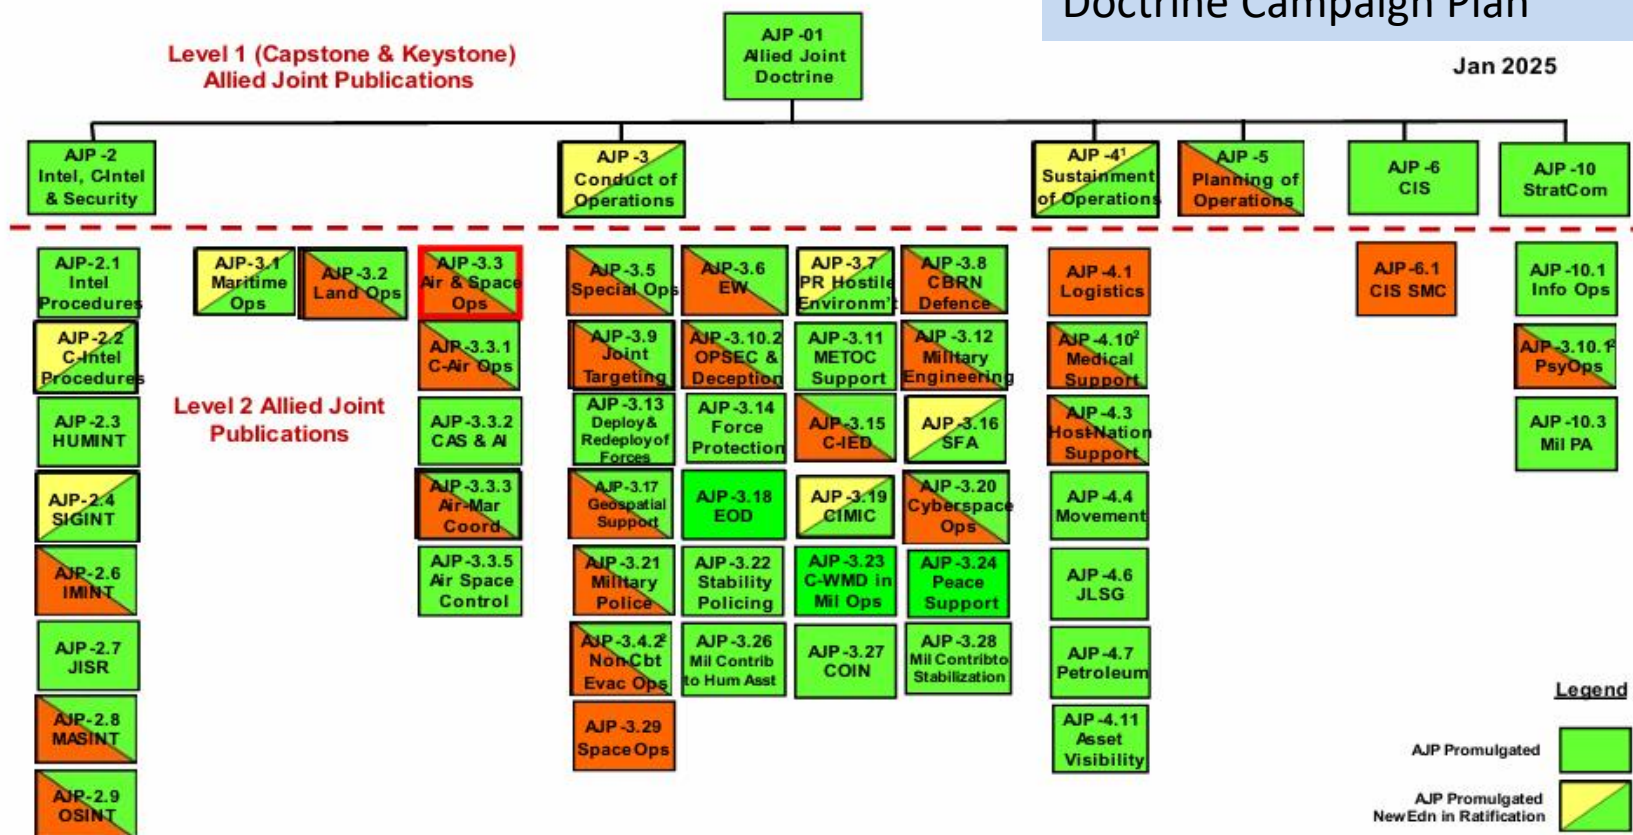 Doctrine Campaign Plan
Level 1 (Capstone & Keystone)
Allied Joint Publications
AJP -01
Allied Joint
Doctrine
Jan 2025
AJP -2
Intel, C-Intel
& Security
AJP -3
Conduct of
Operations
AJP -4¹
Sustainment
of Operations
AJP -5
Planning of
Operations
AJP -6
CIS
AJP -10
StratCom
AJP-2.1
Intel
Procedures
AJP-2.2
C-Intel
Procedures
AJP-2.3
HUMINT
AJP-2.4
SIGINT
AJP-2.6
IMINT
AJP-2.7
JISR
AJP-2.8
MASINT
AJP-2.9
OSINT
Level 2 Allied Joint
Publications
AJP-3.1
Maritime
Ops
AJP-3.2
Land Ops
AJP-3.3
Air & Space
Ops
AJP-3.3.1
C-Air Ops
AJP-3.3.2
CAS & AI
AJP-3.3.3
Air-Mar
Coord
AJP-3.3.5
Air Space
Control
AJP -3.5
Special Ops
AJP -3.6
EW
AJP -3.7
PR Hostile
Environm't
AJP -3.8
CBRN
Defence
AJP -3.9
Joint
Targeting
AJP -3.10.2
OPSEC &
Deception
AJP -3.11
METOC
Support
AJP -3.12
Military
Engineering
AJP -3.13
Deploy &
Redeploy of
Forces
AJP -3.14
Force
Protection
AJP -3.15
C-IED
AJP -3.16
SFA
AJP -3.17
Geospatial
Support
AJP -3.18
EOD
AJP -3.19
CIMIC
AJP -3.20
Cyberspace
Ops
AJP -3.21
Military
Police
AJP -3.22
Stability
Policing
AJP -3.23
C-WMD in
Mil Ops
AJP -3.24
Peace
Support
AJP -3.4.2²
Non-Cbt
Evac Ops
AJP -3.26
Mil Contrib
to Hum Asst
AJP -3.27
COIN
AJP -3.28
Mil Contrib to
Stabilization
AJP -3.29
Space Ops
AJP -4.1
Logistics
AJP -4.10²
Medical
Support
AJP -4.3
Host-Nation
Support
AJP -4.4
Movement
AJP -4.6
JLSG
AJP -4.7
Petroleum
AJP -4.11
Asset
Visibility
AJP -6.1
CIS SMC
AJP -10.1
Info Ops
AJP -3.10.1²
PsyOps
AJP -10.3
Mil PA
Legend
AJP Promulgated
AJP Promulgated
New Edn in Ratification